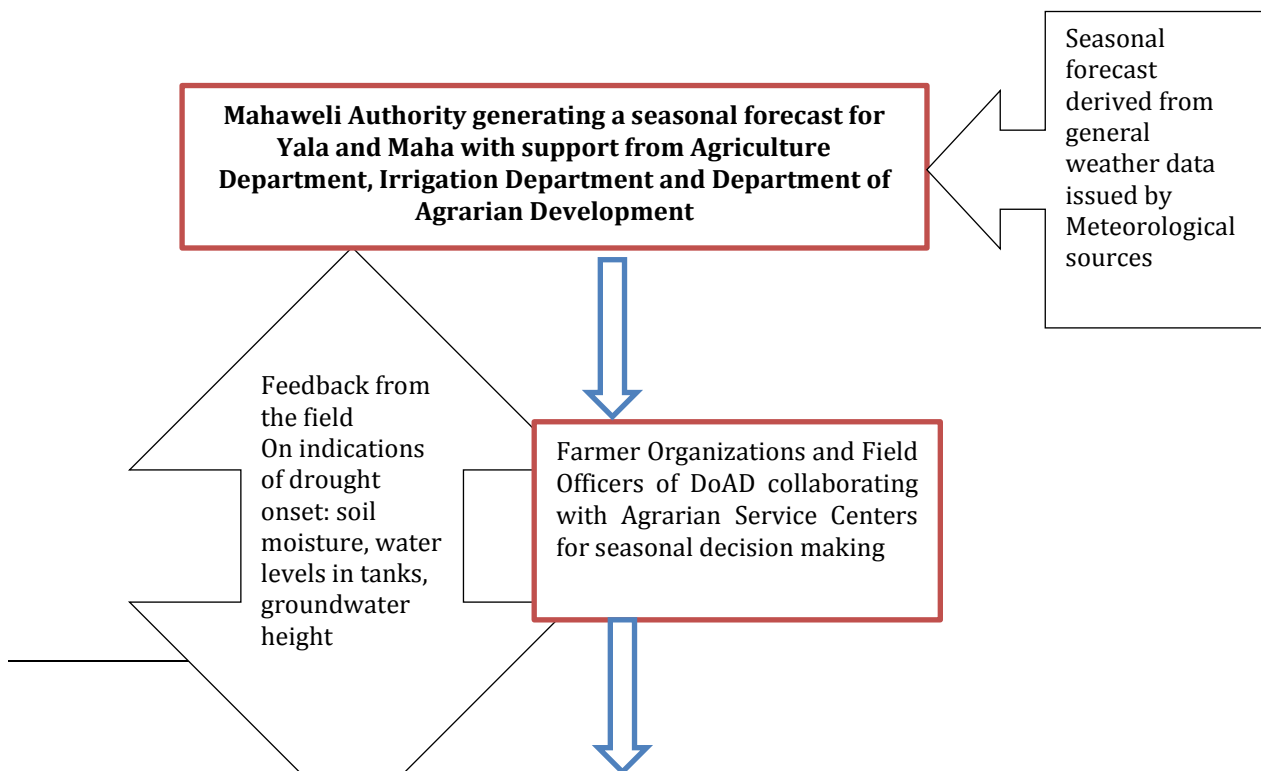 Mahaweli Authority generating a seasonal forecast for
Yala and Maha with support from Agriculture
Department, Irrigation Department and Department of
Agrarian Development
Seasonal
forecast
derived from
general
weather data
issued by
Meteorological
sources
Feedback from
the field
On indications
of drought
onset: soil
moisture, water
levels in tanks,
groundwater
height
Farmer Organizations and Field
Officers of DoAD collaborating
with Agrarian Service Centers
for seasonal decision making